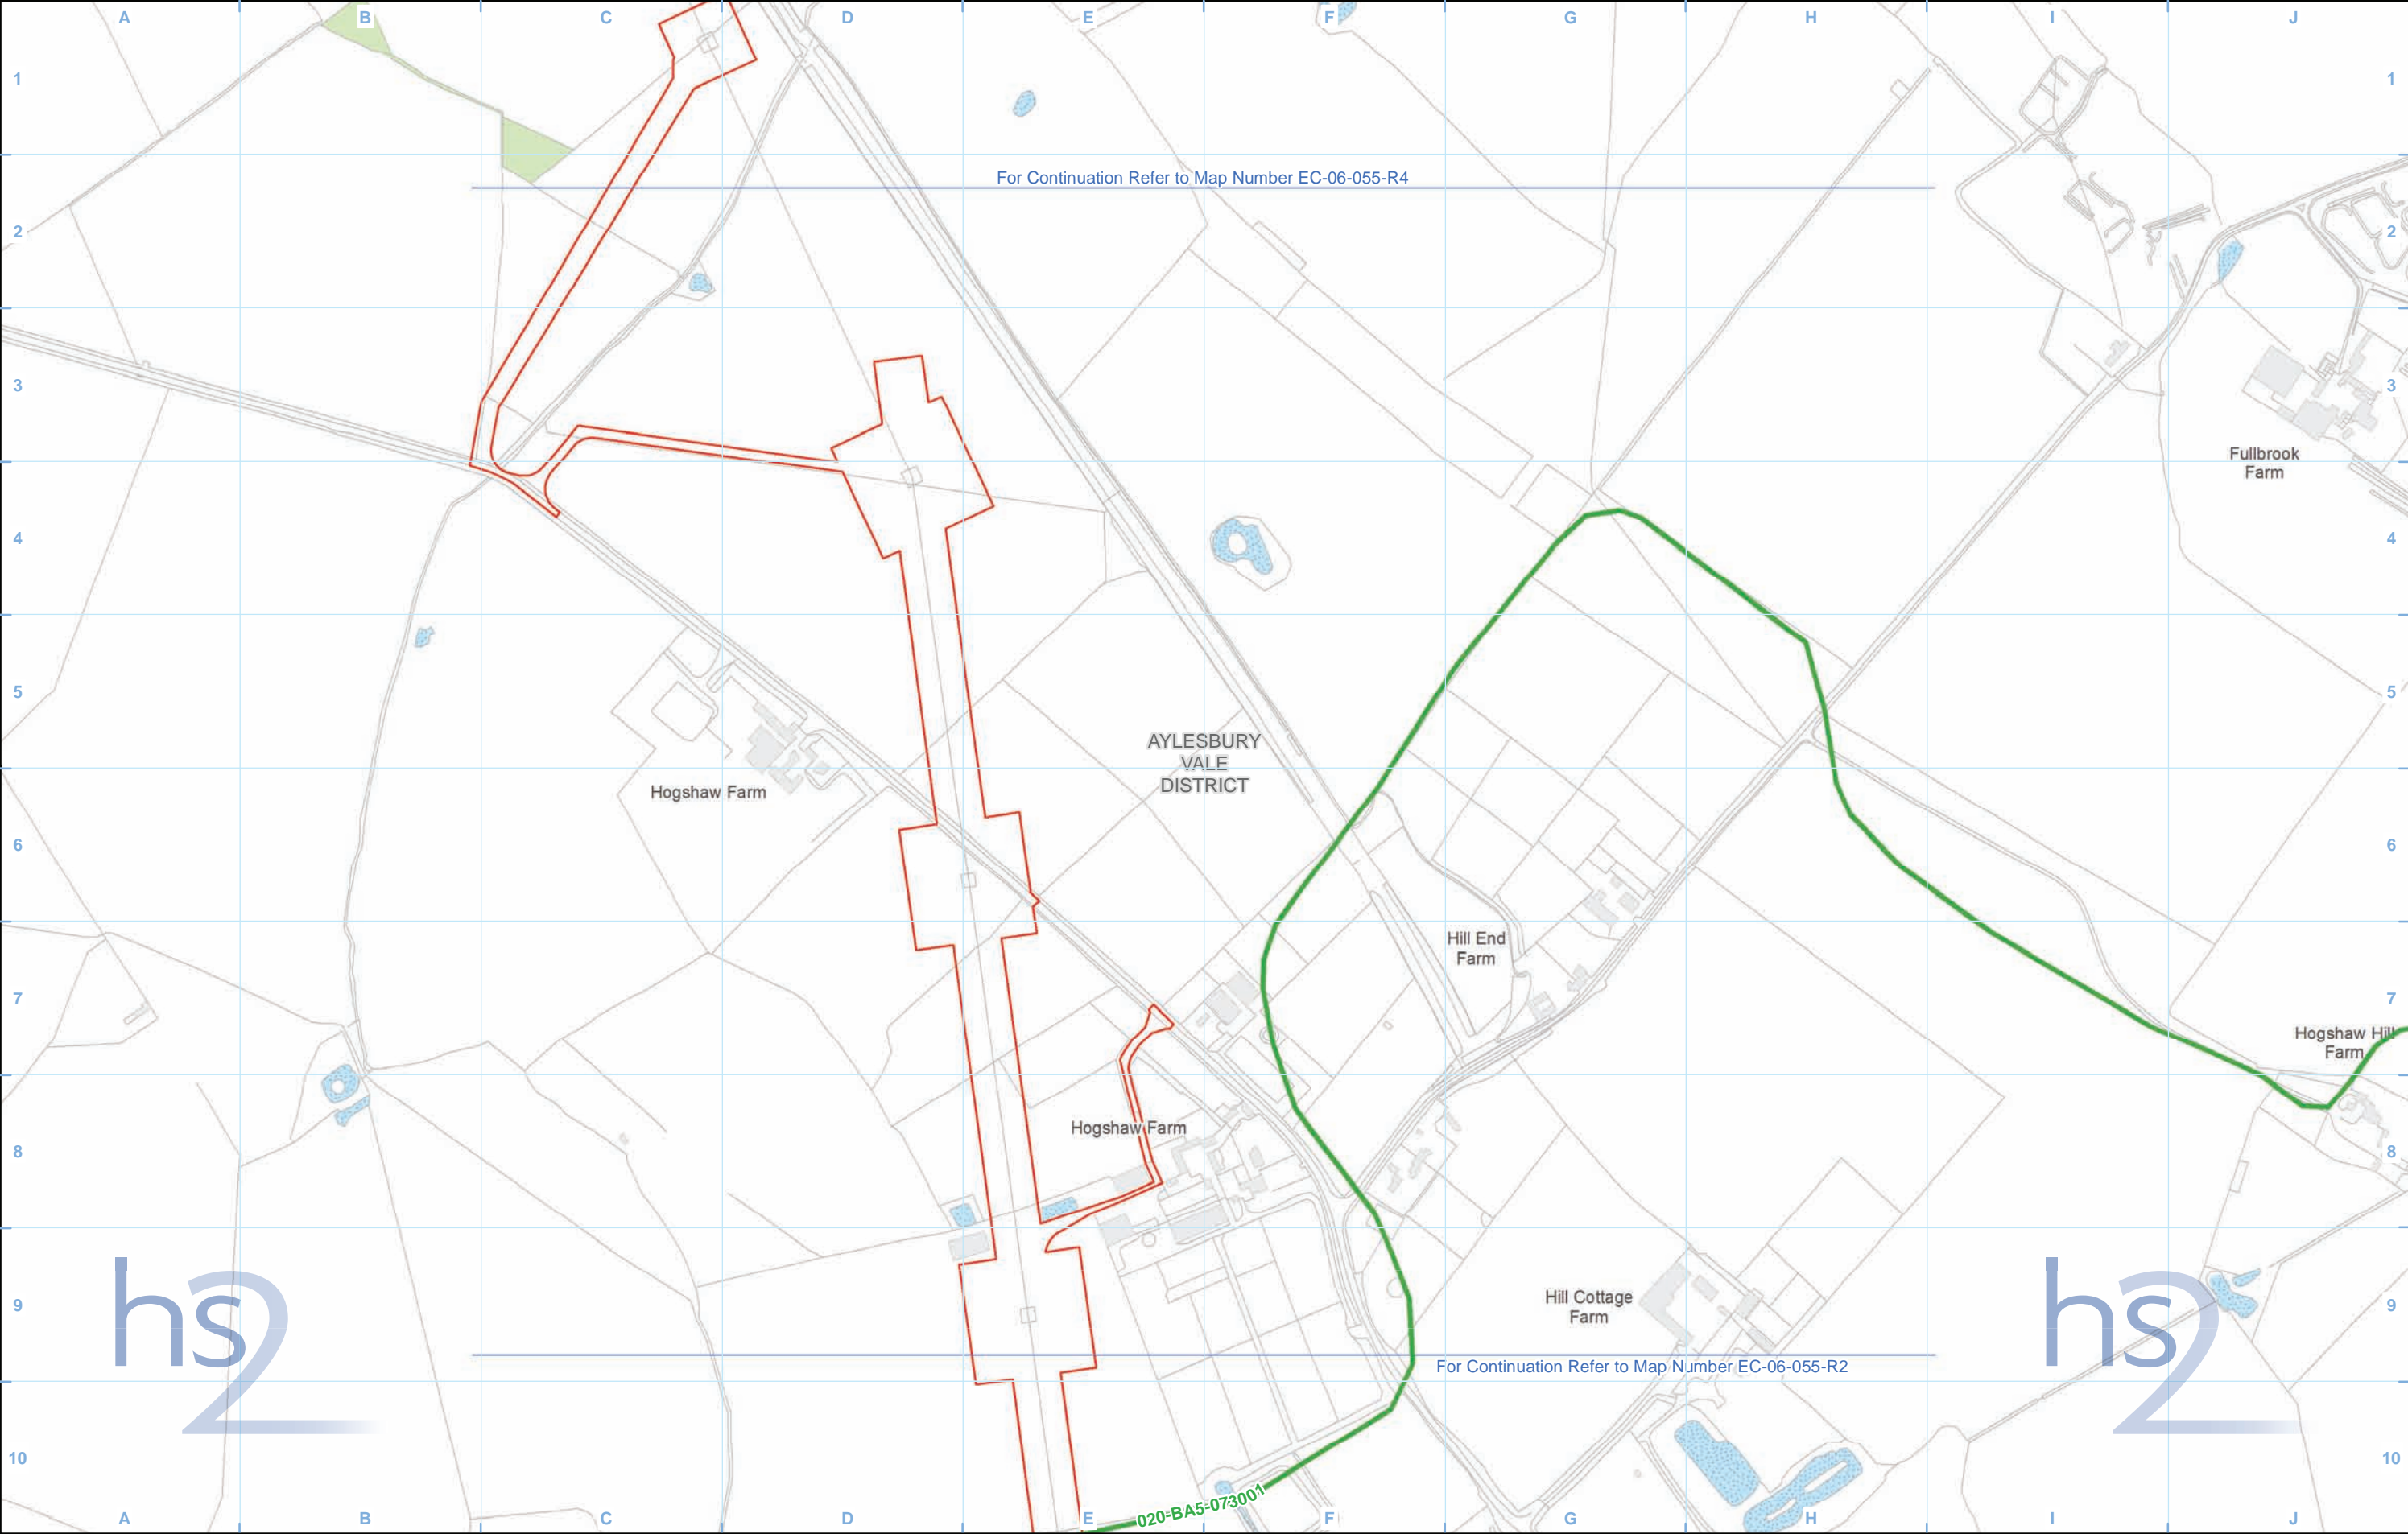 A B C D E F G H I J
1 1
For Continuation Refer to Map Number EC-06-055-R4
2 2
3 3
Fullbrook
Farm
4 4
5 5
AYLESBURY
VALE
DISTRICT
Hogshaw Farm
6 6
Hill End
Farm
7 7
Hogshaw Hill
Farm
Hogshaw Farm
8 8
hs2 hs2
9 9
Hill Cottage
Farm
For Continuation Refer to Map Number EC-06-055-R2
10 10
020-BA5-073001
A B C D E F G H I J